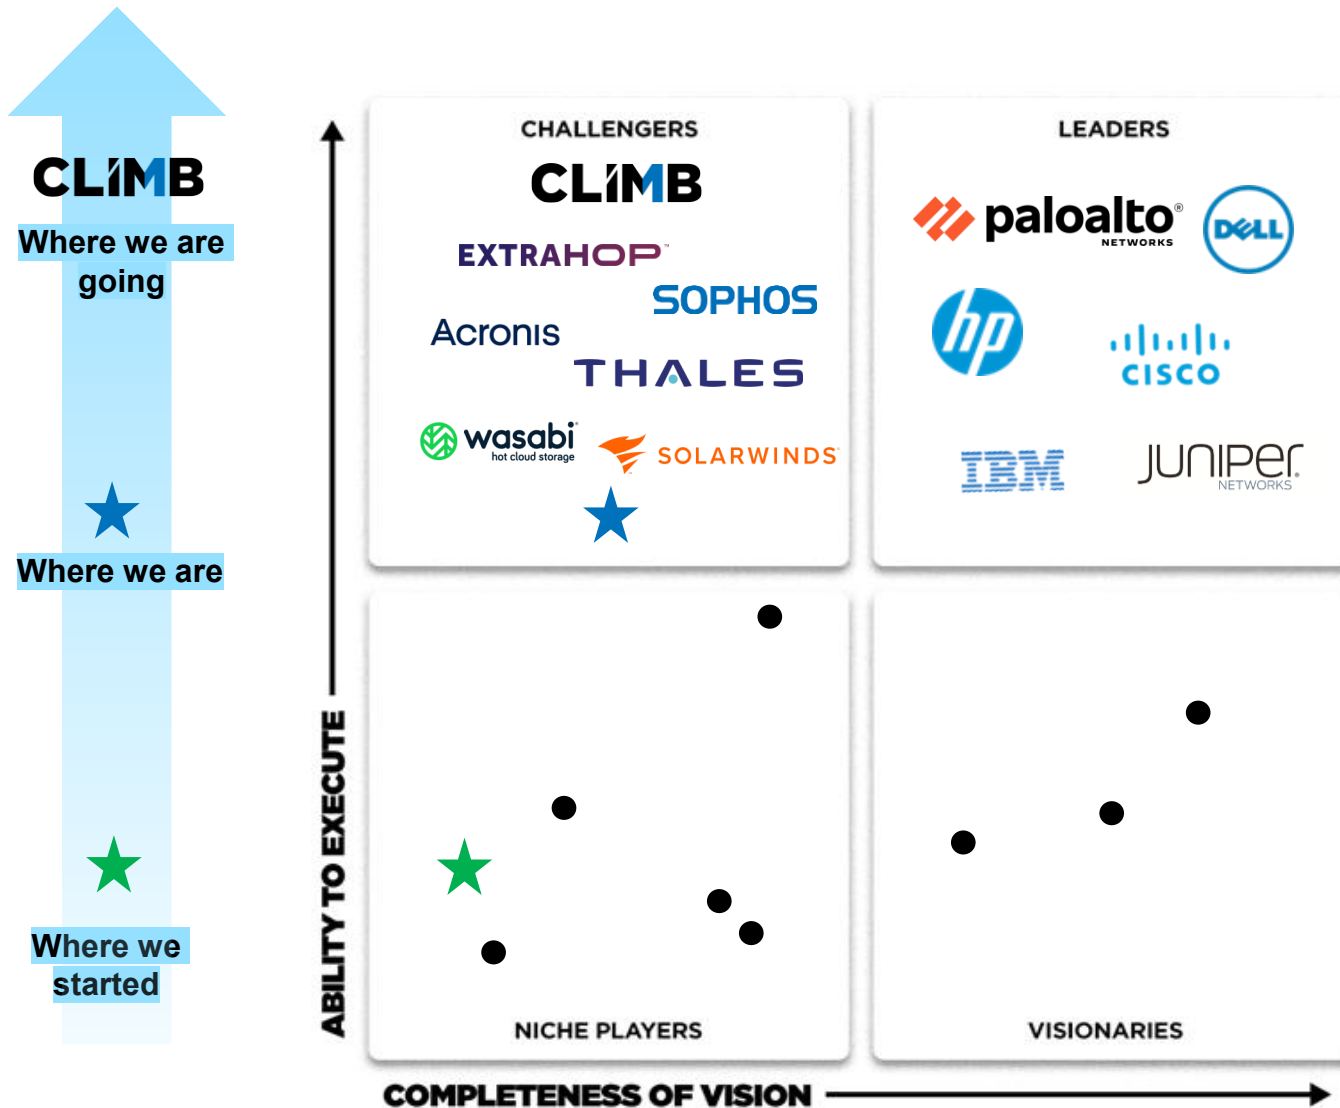 CLIMB
Where we are
going
Where we are
Where we
started
ABILITY TO EXECUTE
CHALLENGERS
CLIMB
EXTRAHOP™
SOPHOS
Acronis
THALES
wasabi
hot cloud storage
SOLARWINDS
LEADERS
paloalto®
NETWORKS
DELL
hp
CISCO
IBM
JUNIPER
NETWORKS
NICHE PLAYERS
VISIONARIES
COMPLETENESS OF VISION